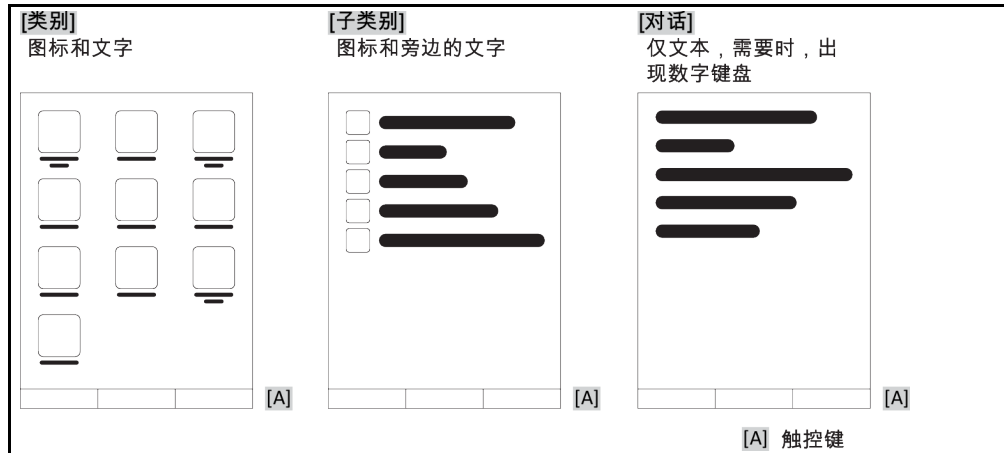 [类别]
图标和文字
[子类别]
图标和旁边的文字
[对话]
仅文本，需要时，出
现数字键盘
[A]
[A]
[A]
[A] 触控键